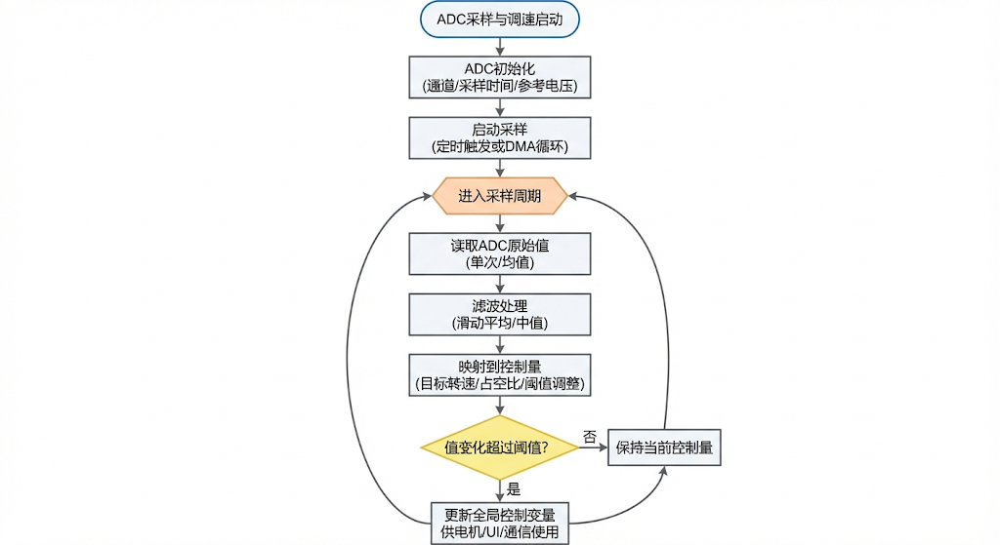 ADC采样与调速启动
ADC初始化
(通道/采样时间/参考电压)
启动采样
(定时触发或DMA循环)
进入采样周期
读取ADC原始值
(单次/均值)
滤波处理
(滑动平均/中值)
映射到控制量
(目标转速/占空比/阈值调整)
值变化超过阈值?
否
保持当前控制量
是
更新全局控制变量
供电机/UI/通信使用